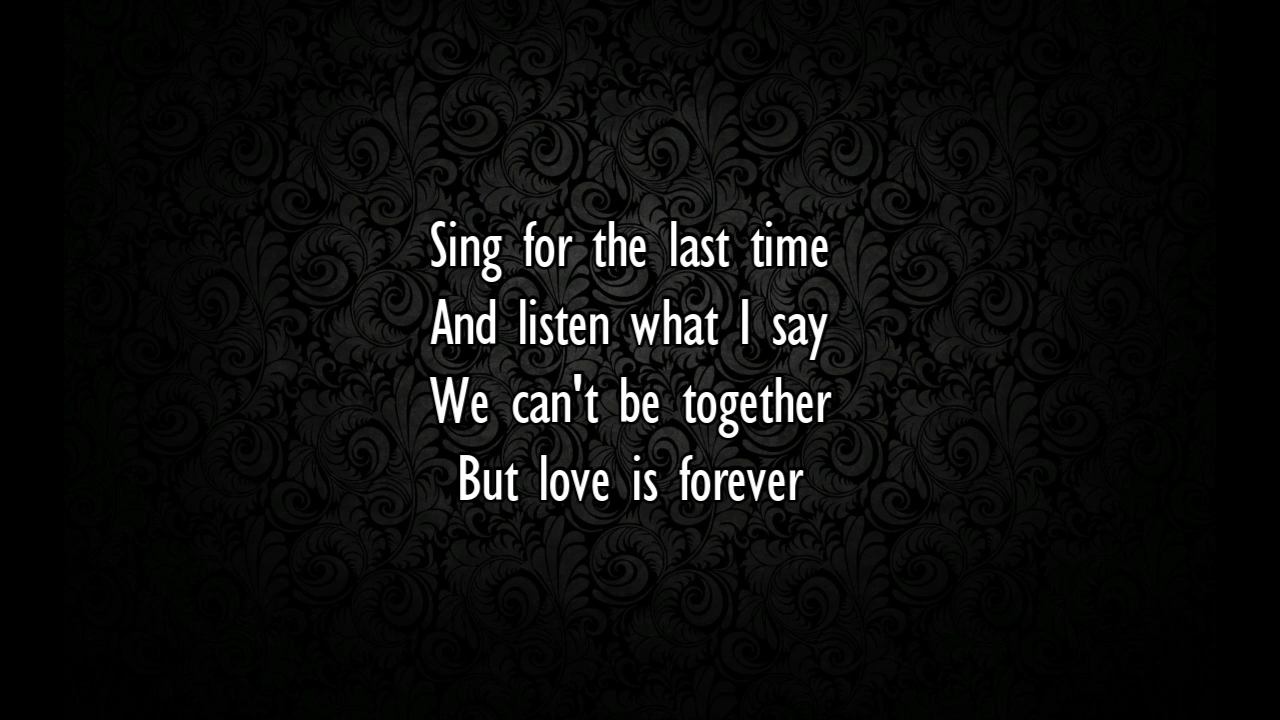 Sing for the last time
And listen what I say
We can't be together
But love is forever